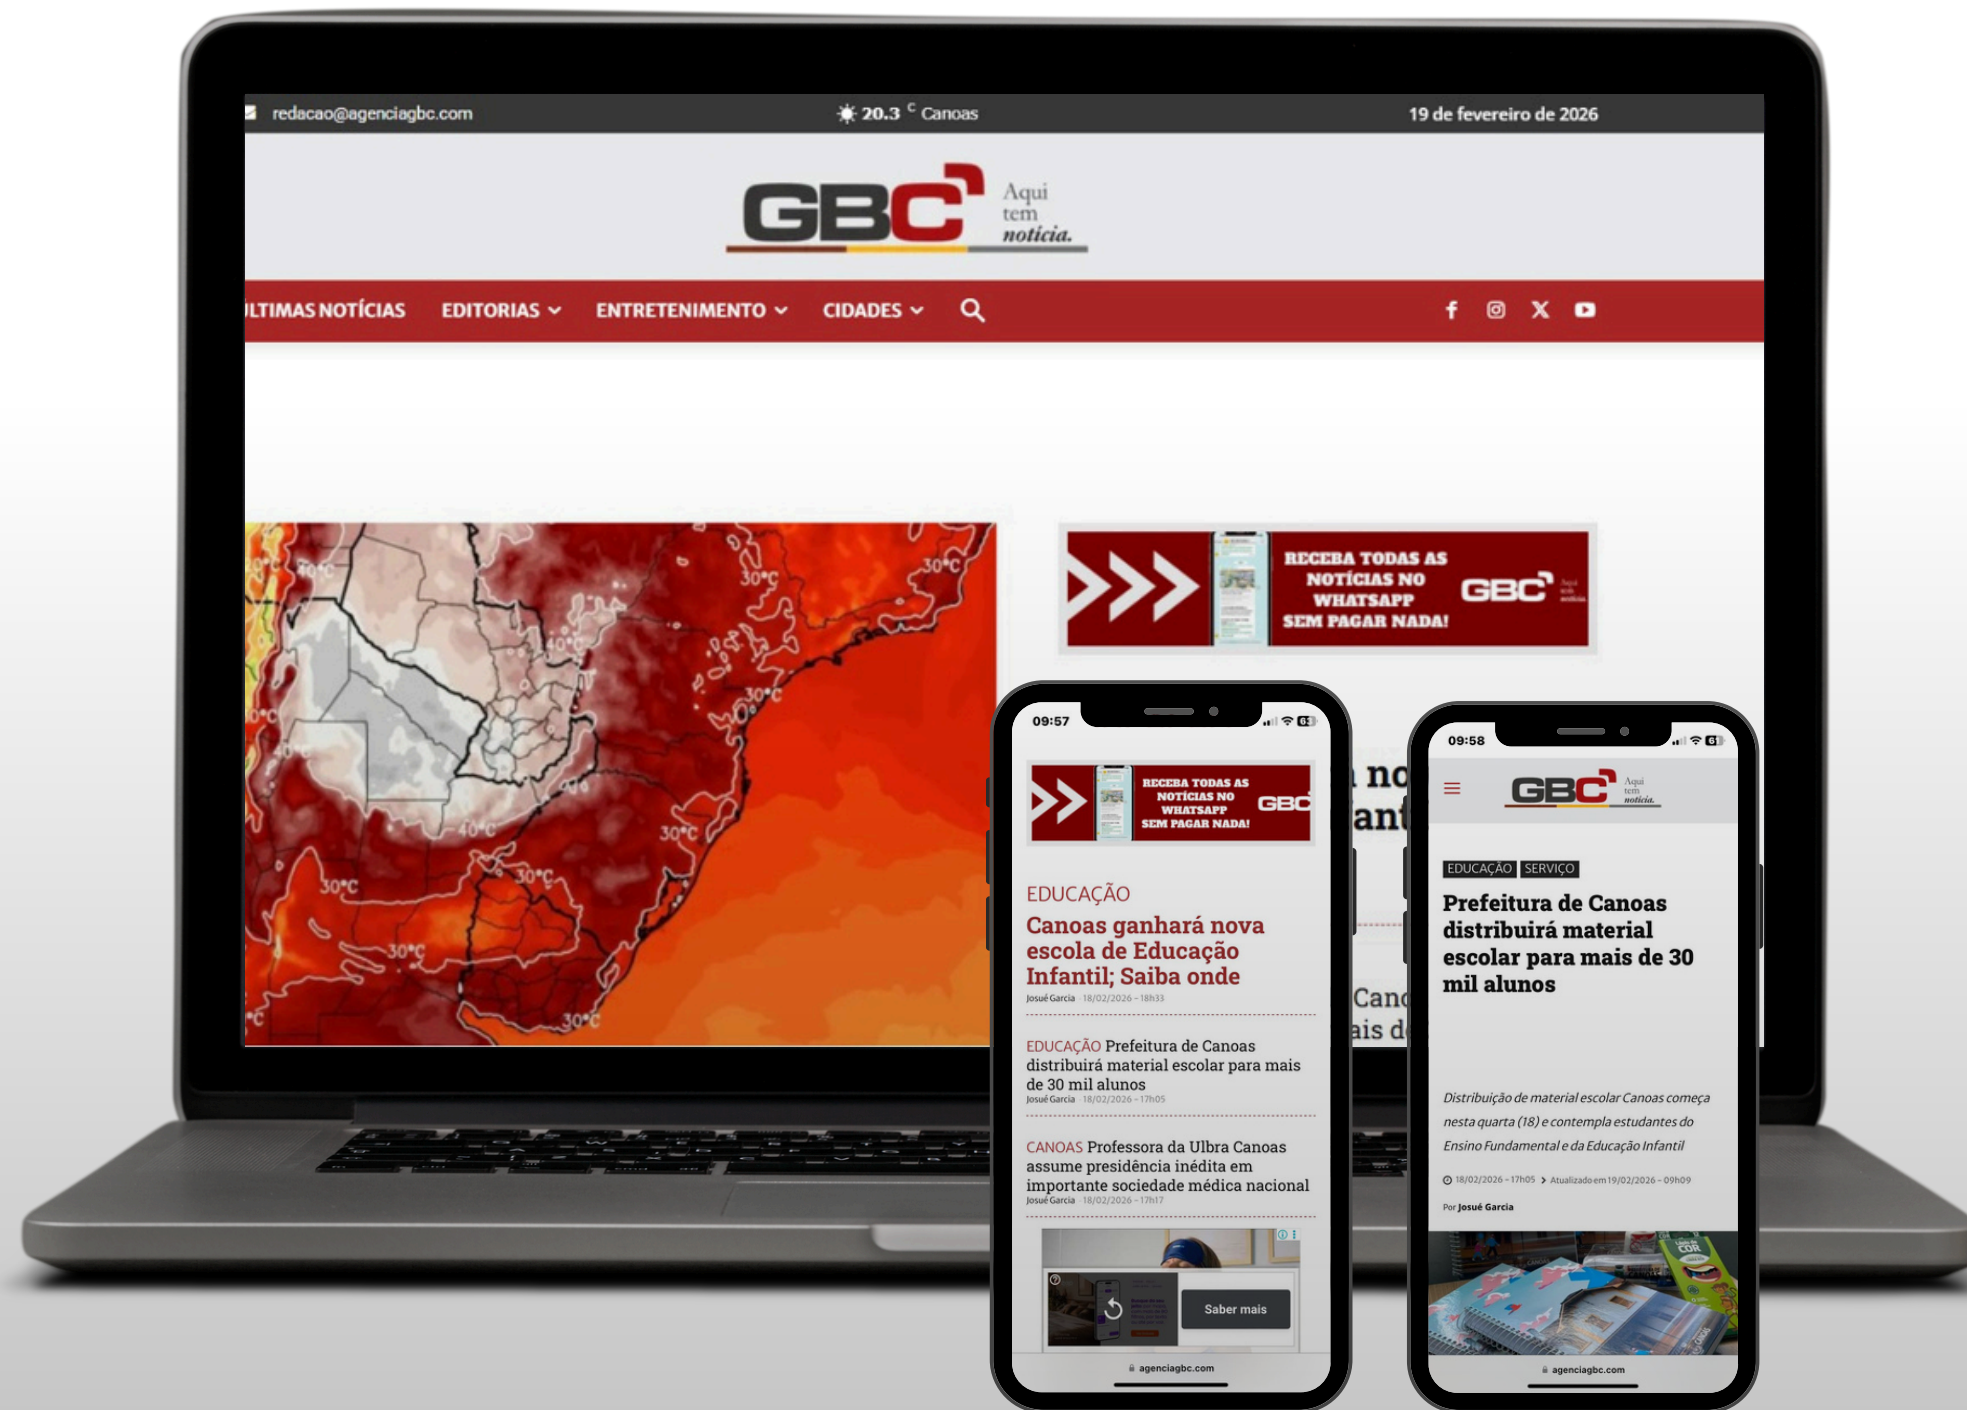 redacao@agenciagbc.com
20.3 C Canoas
19 de fevereiro de 2026
GBC
Aqui
tem
notícia.
LTIMAS NOTÍCIAS
EDITORIAS
ENTRETENIMENTO
CIDADES
RECEBA TODAS AS
NOTÍCIAS NO
WHATSAPP
SEM PAGAR NADA!
GBC
40°C
30°C
30°C
40°C
30°C
40°C
30°C
30°C
30°C
30°C
30°C
no
ant
Canc
ais d
09:57
RECEBA TODAS AS
NOTÍCIAS NO
WHATSAPP
SEM PAGAR NADA!
GBC
EDUCAÇÃO
Canoas ganhará nova
escola de Educação
Infantil; Saiba onde
Josué Garcia - 18/02/2026 - 18h33
EDUCAÇÃO Prefeitura de Canoas
distribuirá material escolar para mais
de 30 mil alunos
Josué Garcia - 18/02/2026 - 17h05
CANOAS Professora da Ulbra Canoas
assume presidência inédita em
importante sociedade médica nacional
Josué Garcia - 18/02/2026 - 17h17
Saber mais
agenciagbc.com
09:58
GBC
Aqui
tem
notícia.
EDUCAÇÃO SERVIÇO
Prefeitura de Canoas
distribuirá material
escolar para mais de 30
mil alunos
Distribuição de material escolar Canoas começa
nesta quarta (18) e contempla estudantes do
Ensino Fundamental e da Educação Infantil
18/02/2026 - 17h05 Atualizado em 19/02/2026 - 09h09
Por Josué Garcia
COR
agenciagbc.com